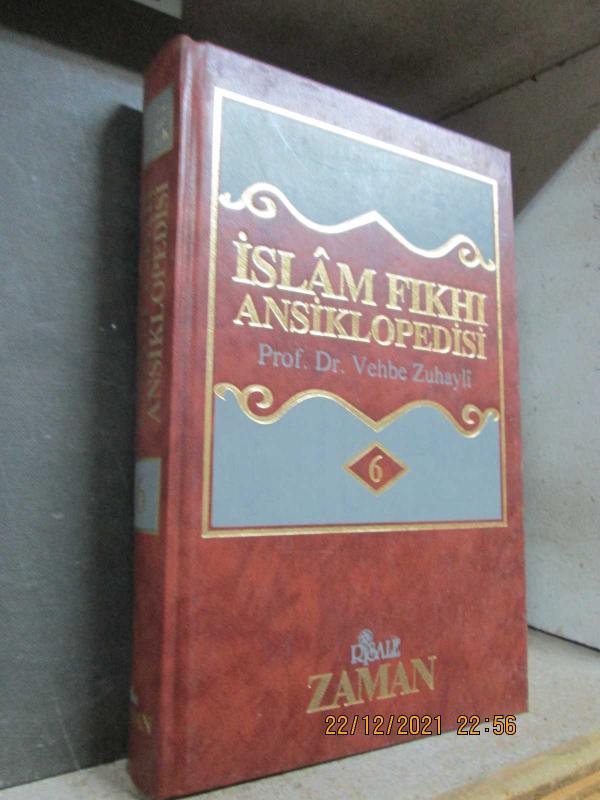 İSLÂM FIKHI
ANSİKLOPEDİSİ
Prof. Dr. Vehbe Zuhaylî
6
RİSALE
ZAMAN
ANSİKLOPEDİSİ
6
22/12/2021 22:56